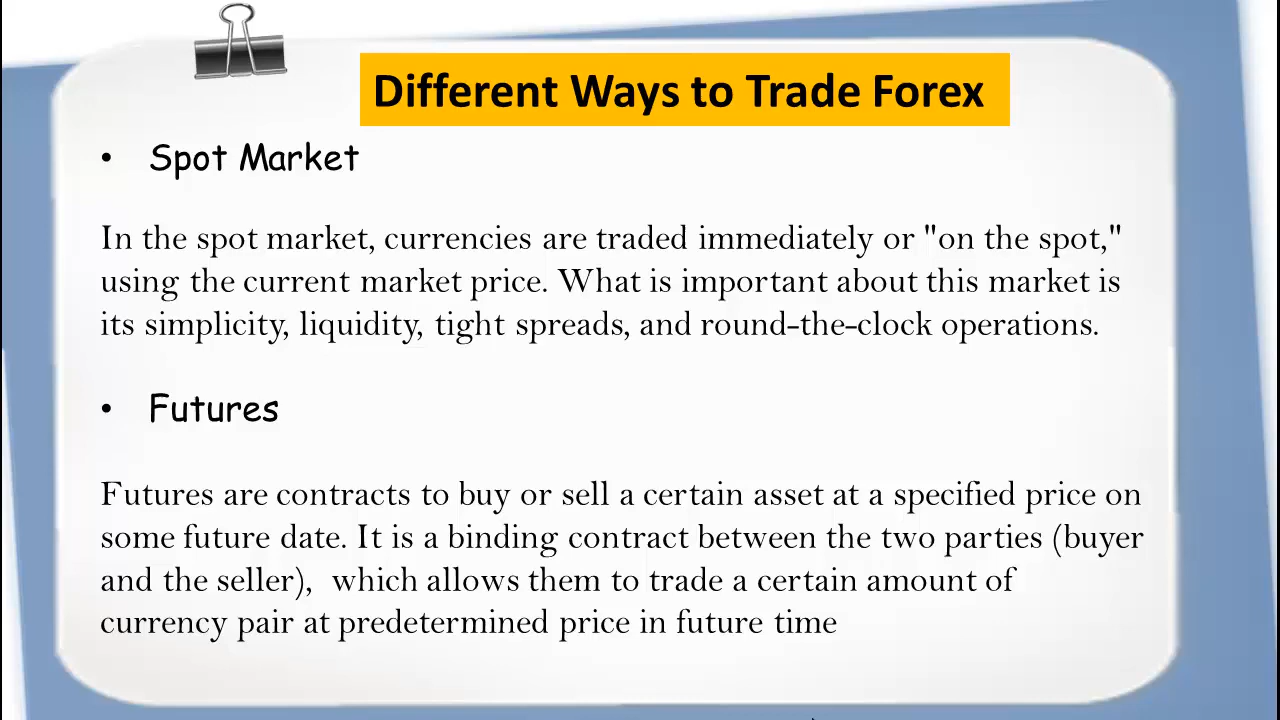 Different Ways to Trade Forex
• Spot Market
In the spot market, currencies are traded immediately or "on the spot,"
using the current market price. What is important about this market is
its simplicity, liquidity, tight spreads, and round-the-clock operations.
• Futures
Futures are contracts to buy or sell a certain asset at a specified price on
some future date. It is a binding contract between the two parties (buyer
and the seller),  which allows them to trade a certain amount of
currency pair at predetermined price in future time